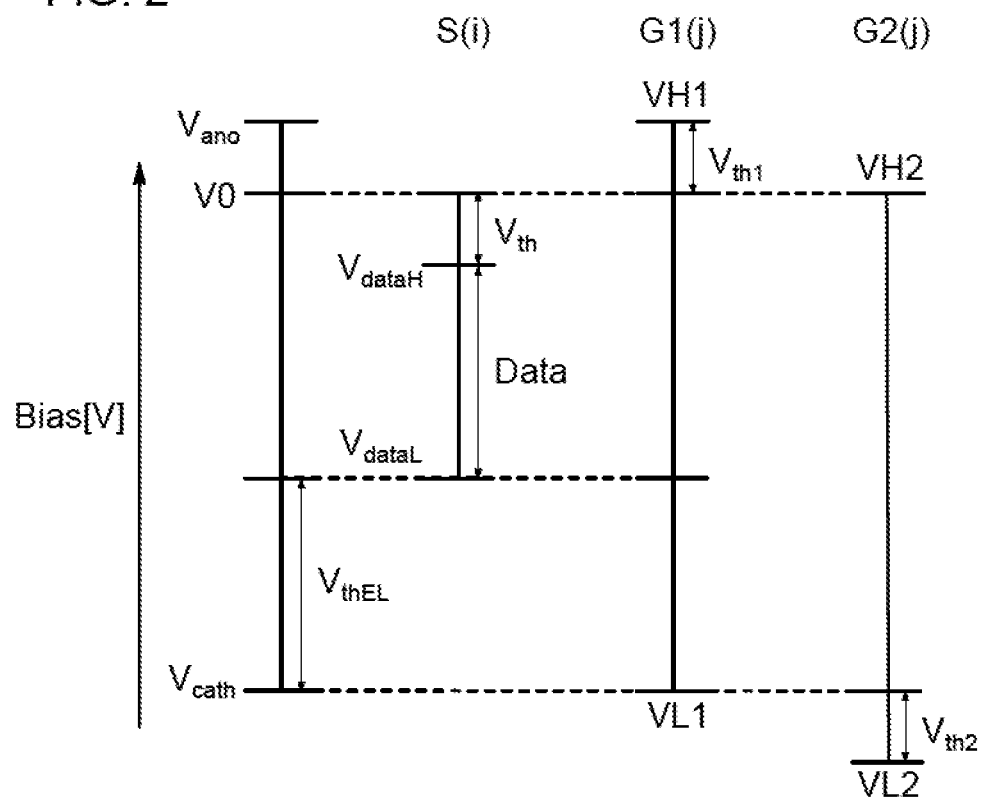 S(i) G1(j) G2(j)
VH1
Vano
Vth1
VH2
V0
Vth
VdataH
Data
Bias[V]
VdataL
VthEL
Vcath
VL1
Vth2
VL2